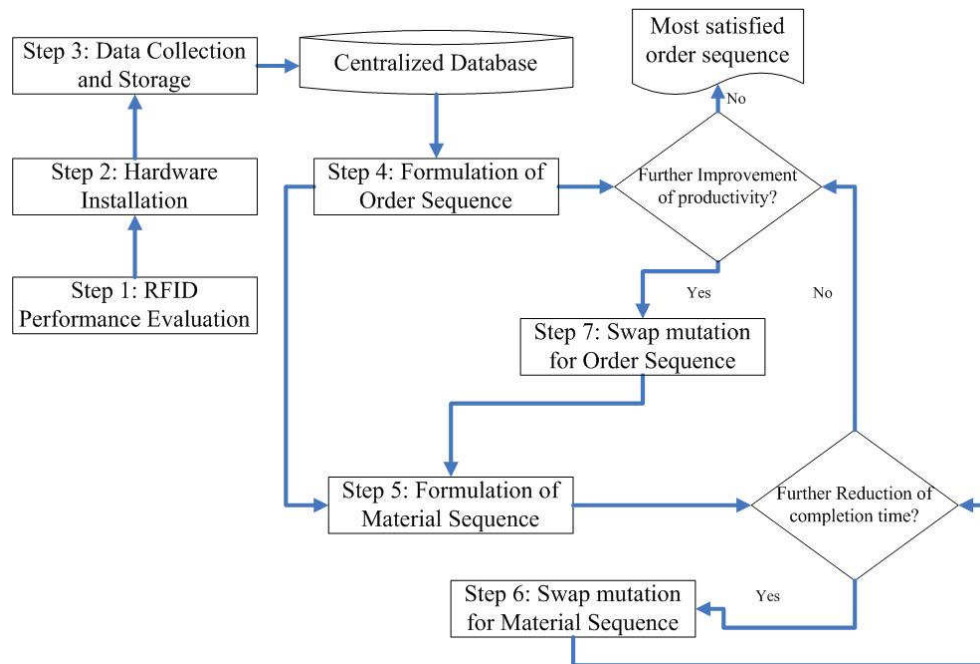 Step 3: Data Collection
and Storage
Centralized Database
Most satisfied
order sequence
No
Step 2: Hardware
Installation
Step 4: Formulation of
Order Sequence
Further Improvement
of productivity?
Step 1: RFID
Performance Evaluation
Yes
No
Step 7: Swap mutation
for Order Sequence
Step 5: Formulation of
Material Sequence
Further Reduction of
completion time?
Step 6: Swap mutation
for Material Sequence
Yes